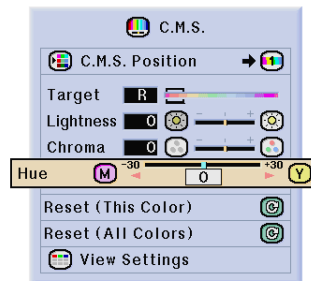 C.M.S.
C.M.S. Position 1
Target R
Lightness 0 - +
Chroma 0 - +
Hue M -30 0 +30 Y
Reset (This Color)
Reset (All Colors)
View Settings